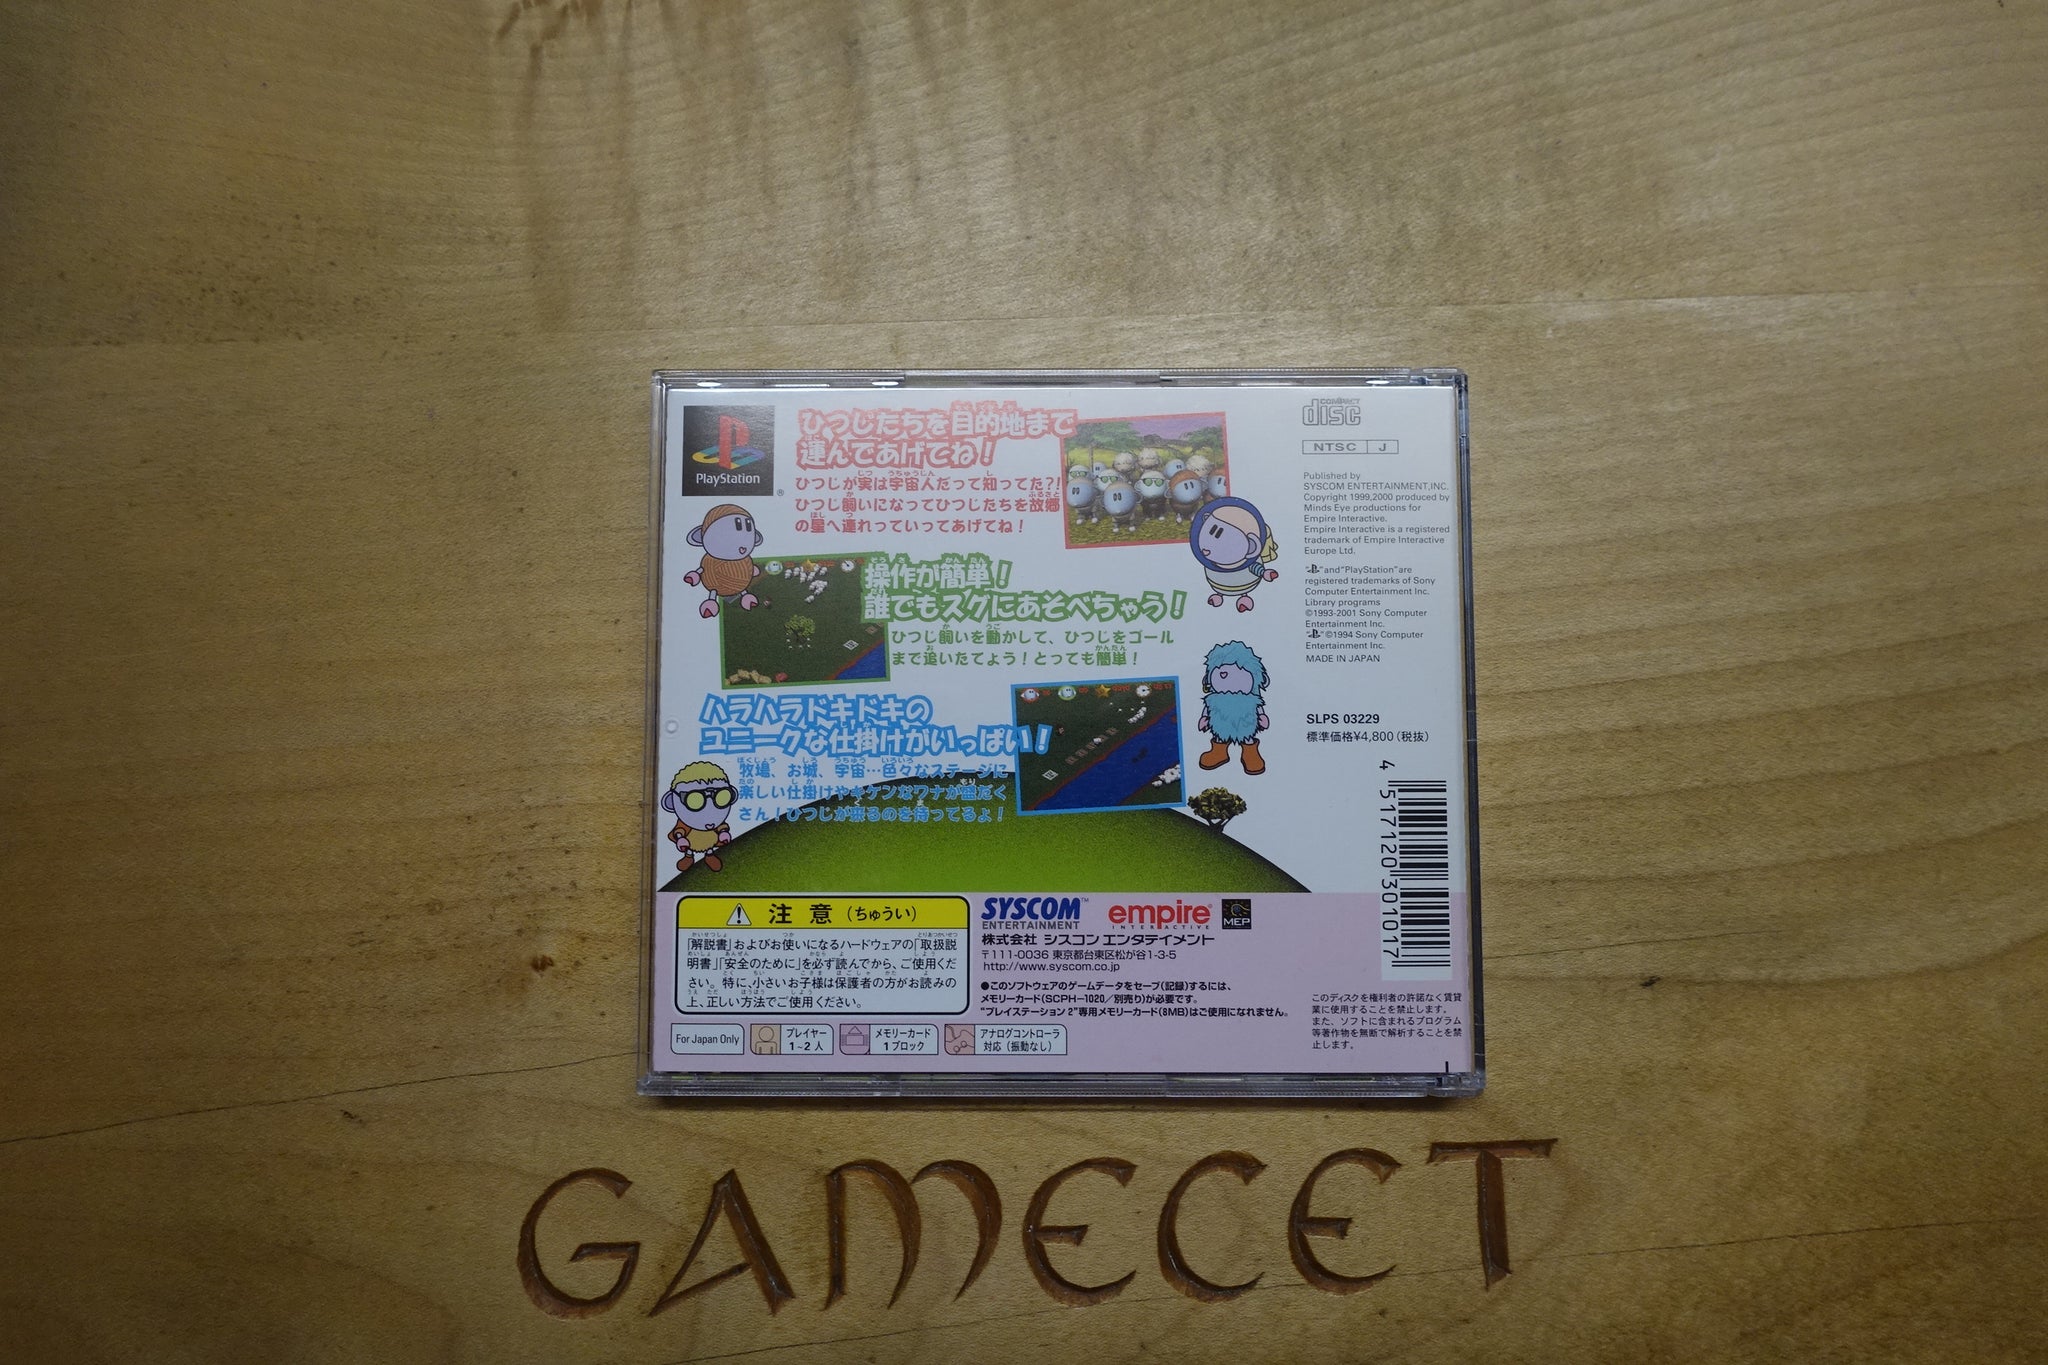 PlayStation
ひつじたちを目的地まで
運んであげてね！
ひつじが実は宇宙人だって知ってた?!
ひつじ飼いになってひつじたちを故郷
の星へ連れっていってあげてね！
操作が簡単！
誰でもスグにあそべちゃう！
ひつじ飼いを動かして、ひつじをゴール
まで追いたてよう！とっても簡単！
ハラハラドキドキの
ユニークな仕掛けがいっぱい！
牧場、お城、宇宙…色々なステージに
楽しい仕掛けやキケンなワナが盛だく
さん！ひつじが来るのを待ってるよ！
COMPACT
disc
NTSC J
Published by
SYSCOM ENTERTAINMENT,INC.
Copyright 1999,2000 produced by
Minds Eye productions for
Empire Interactive.
Empire Interactive is a registered
trademark of Empire Interactive
Europe Ltd.
" "and"PlayStation"are
registered trademarks of Sony
Computer Entertainment Inc.
Library programs
©1993-2001 Sony Computer
Entertainment Inc.
" "©1994 Sony Computer
Entertainment Inc.
MADE IN JAPAN
SLPS 03229
標準価格¥4,800（税抜）
4 517120 301017
注意（ちゅうい）
「解説書」およびお使いになるハードウェアの「取扱説
明書」「安全のために」を必ず読んでから、ご使用くだ
さい。特に、小さいお子様は保護者の方がお読みの
上、正しい方法でご使用ください。
SYSCOM™
ENTERTAINMENT
empire®
INTERACTIVE
MEP
株式会社 シスコン エンタテイメント
〒111-0036 東京都台東区松が谷1-3-5
http://www.syscom.co.jp
●このソフトウェアのゲームデータをセーブ（記録）するには、
メモリーカード（SCPH−1020／別売り）が必要です。
"プレイステーション 2"専用メモリーカード（8MB）はご使用になれません。
For Japan Only
プレイヤー
1~2 人
メモリーカード
1 ブロック
アナログコントローラ
対応（振動なし）
このディスクを権利者の許諾なく賃貸
業に使用することを禁止します。
また、ソフトに含まれるプログラム
等著作物を無断で解析することを禁
止します。
GAMECET